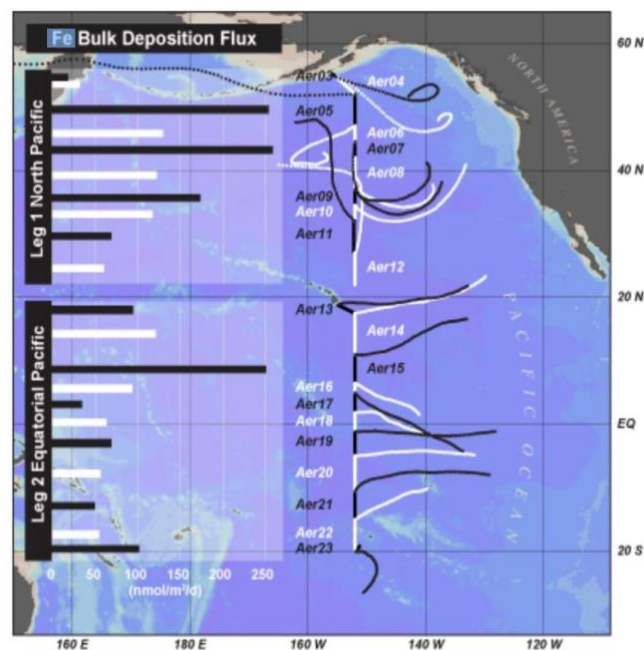 Fe Bulk Deposition Flux
60 N
NORTH AMERICA
Aer03
Aer04
Aer05
Aer06
Aer07
40 N
Aer08
Aer09
Aer10
Aer11
Aer12
Leg 1 North Pacific
20 N
PACIFIC OCEAN
Aer13
Aer14
Aer15
Aer16
Aer17
Aer18
EQ
Aer19
Aer20
Aer21
Aer22
Aer23
20 S
Leg 2 Equatorial Pacific
0 50 100 150 200 250
(nmol/m²/d)
160 E 180 E 160 W 140 W 120 W